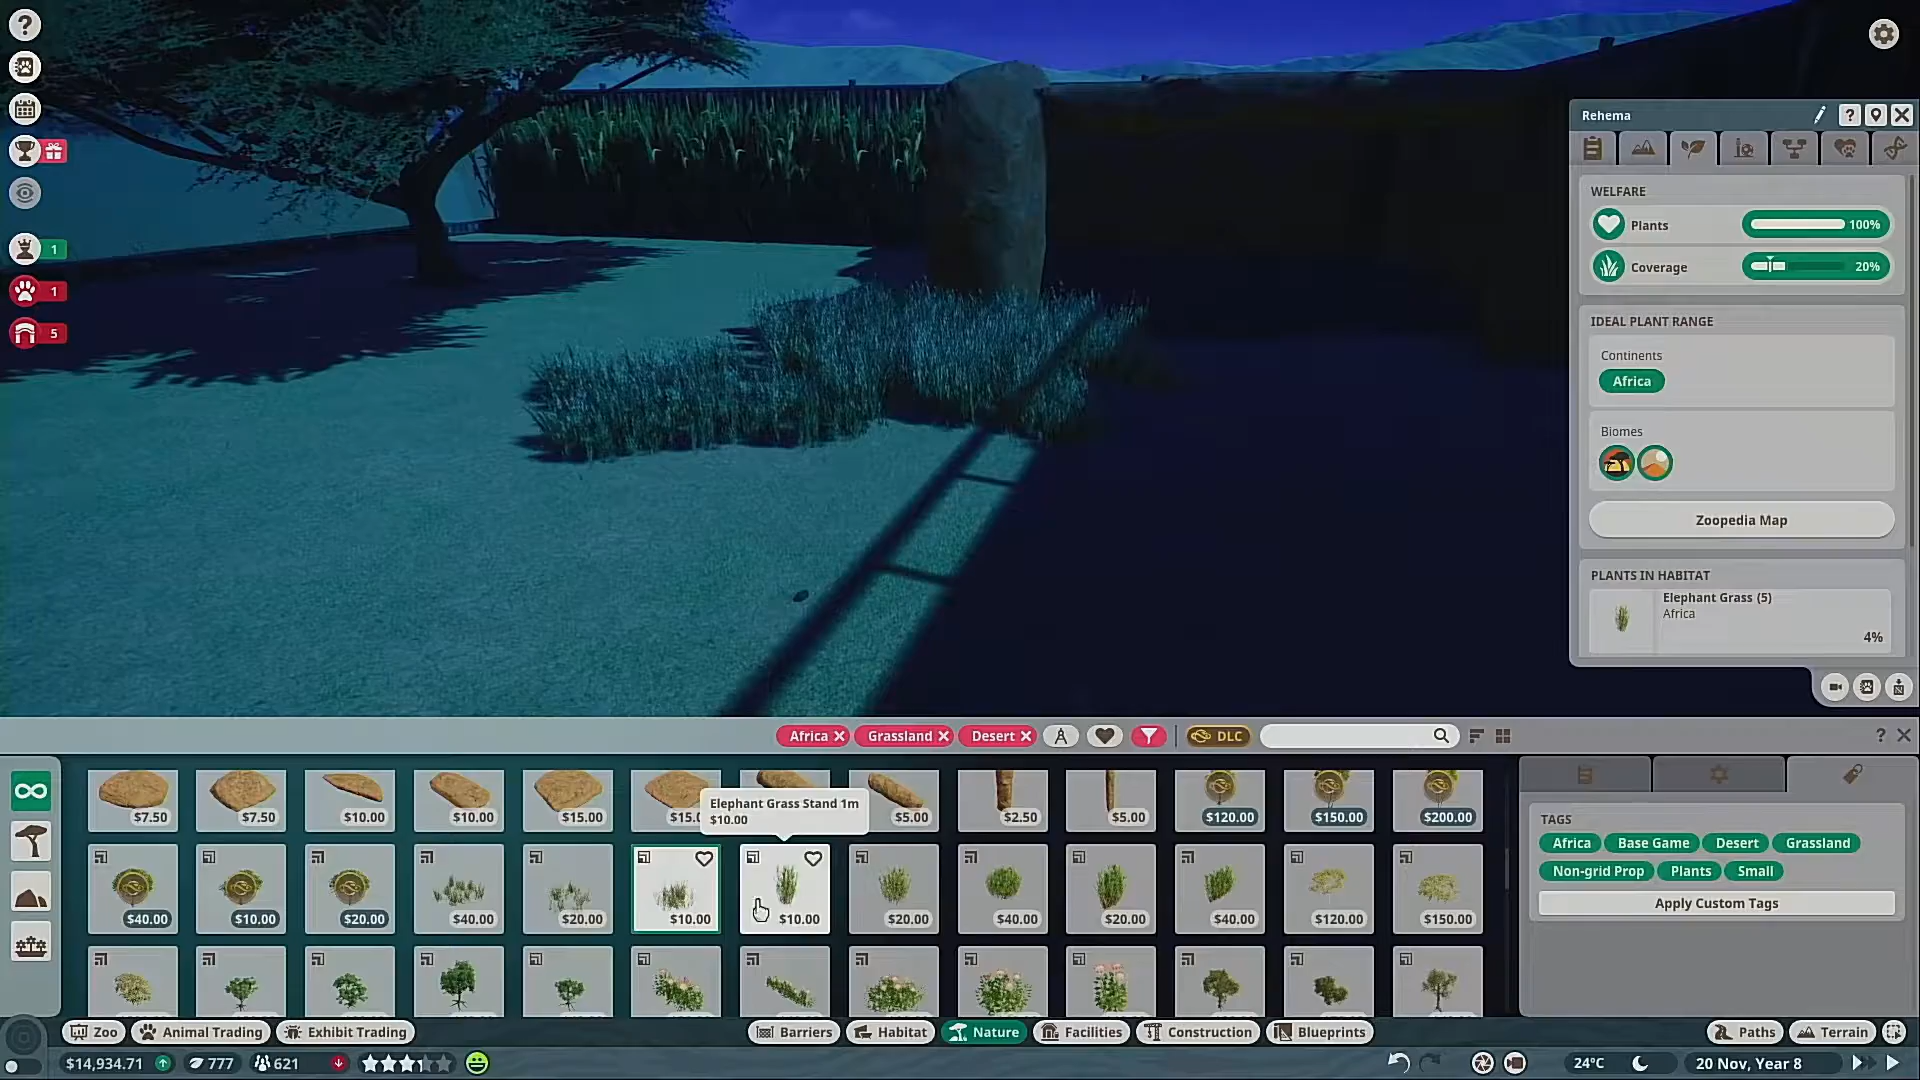 Rehema
?
WELFARE
Plants 100%
Coverage 20%
IDEAL PLANT RANGE
Continents
Africa
Biomes
Zoopedia Map
PLANTS IN HABITAT
Elephant Grass (5)
Africa
4%
?
1
1
5
Africa × Grassland × Desert × DLC
?
$7.50 $7.50 $10.00 $10.00 $15.00 $15.0 $5.00 $2.50 $5.00 $120.00 $150.00 $200.00
Elephant Grass Stand 1m
$10.00
$40.00 $10.00 $20.00 $40.00 $20.00 $10.00 $10.00 $20.00 $40.00 $20.00 $40.00 $120.00 $150.00
TAGS
Africa Base Game Desert Grassland
Non-grid Prop Plants Small
Apply Custom Tags
Zoo Animal Trading Exhibit Trading Barriers Habitat Nature Facilities Construction Blueprints Paths Terrain
$14,934.71 777 621 24°C 20 Nov, Year 8